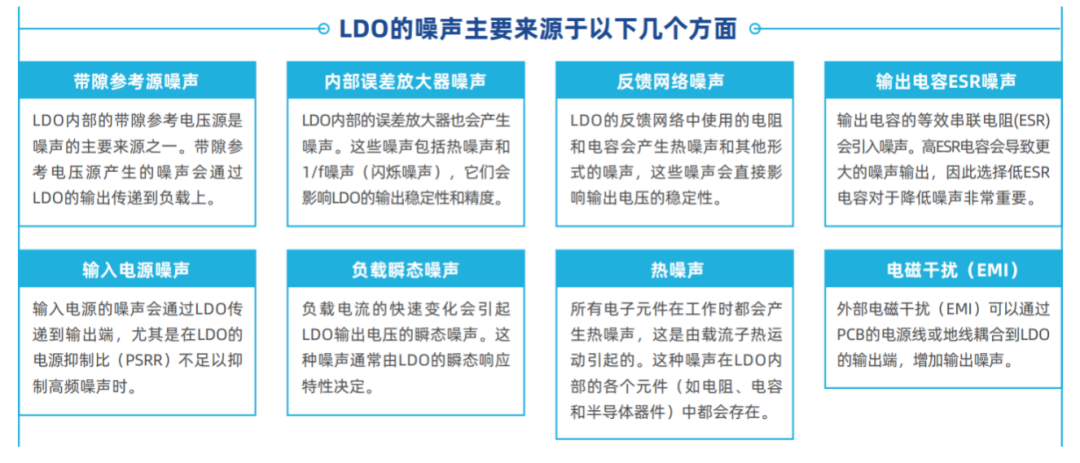 LDO的噪声主要来源于以下几个方面
带隙参考源噪声
LDO内部的带隙参考电压源是
噪声的主要来源之一。带隙参
考电压源产生的噪声会通过
LDO的输出传递到负载上。
内部误差放大器噪声
LDO内部的误差放大器也会产生
噪声。这些噪声包括热噪声和
1/f噪声（闪烁噪声），它们会
影响LDO的输出稳定性和精度。
反馈网络噪声
LDO的反馈网络中使用的电阻
和电容会产生热噪声和其他形
式的噪声，这些噪声会直接影
响输出电压的稳定性。
输出电容ESR噪声
输出电容的等效串联电阻(ESR)
会引入噪声。高ESR电容会导致更
大的噪声输出，因此选择低ESR
电容对于降低噪声非常重要。
输入电源噪声
输入电源的噪声会通过LDO传
递到输出端，尤其是在LDO的
电源抑制比（PSRR）不足以抑
制高频噪声时。
负载瞬态噪声
负载电流的快速变化会引起
LDO输出电压的瞬态噪声。这
种噪声通常由LDO的瞬态响应
特性决定。
热噪声
所有电子元件在工作时都会产
生热噪声，这是由载流子热运
动引起的。这种噪声在LDO内
部的各个元件（如电阻、电容
和半导体器件）中都会存在。
电磁干扰（EMI）
外部电磁干扰（EMI）可以通过
PCB的电源线或地线耦合到LDO
的输出端，增加输出噪声。